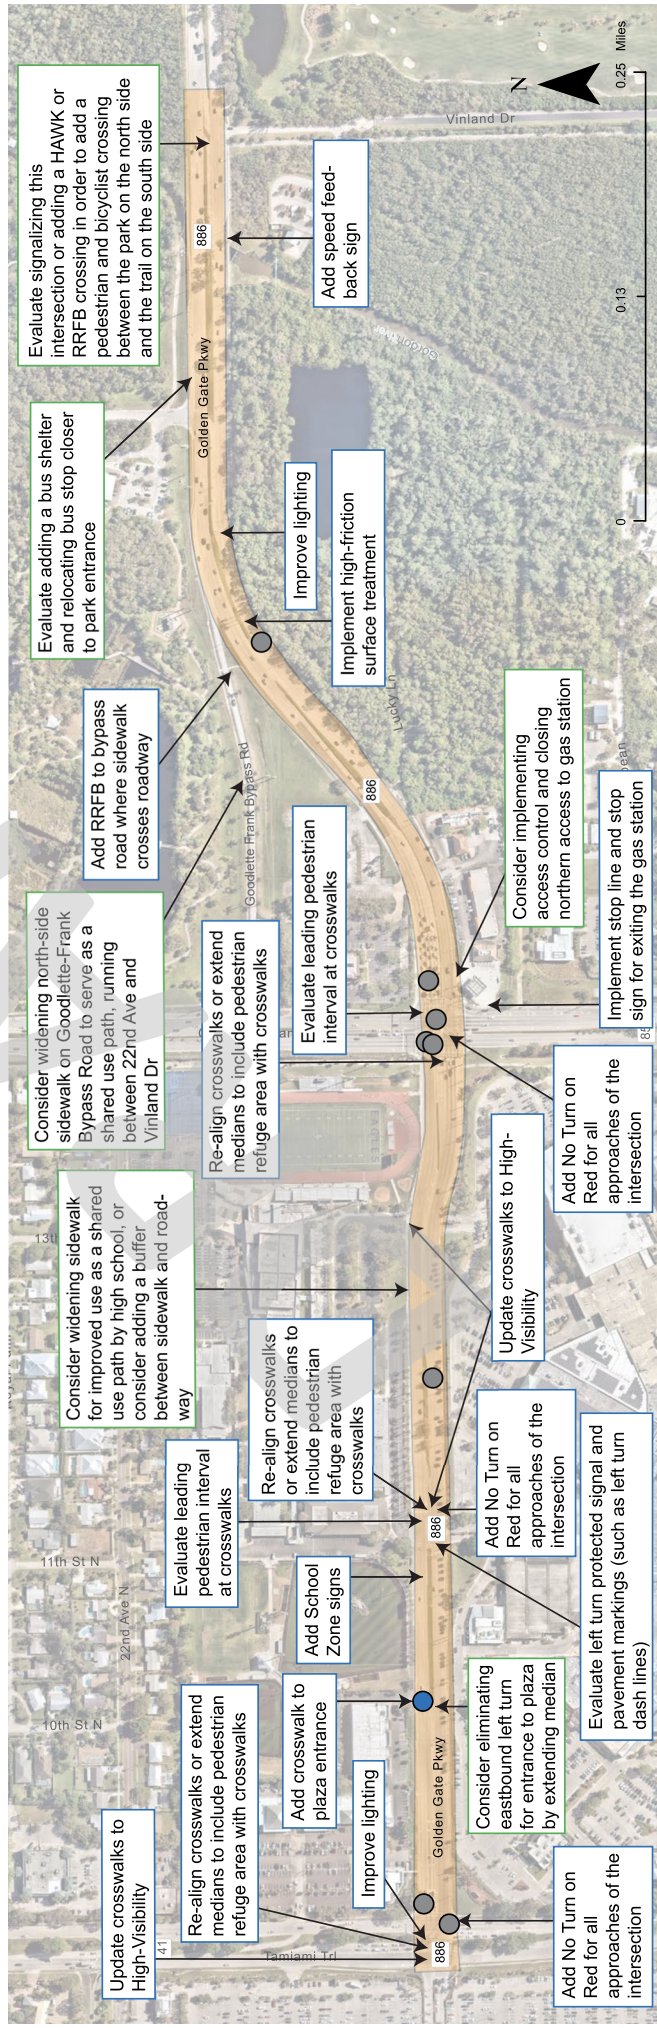 Update crosswalks to
High-Visibility
Re-align crosswalks or extend
medians to include pedestrian
refuge area with crosswalks
Improve lighting
Add crosswalk to
plaza entrance
Add School
Zone signs
Evaluate leading
pedestrian interval
at crosswalks
Re-align crosswalks
or extend medians to
include pedestrian
refuge area with
crosswalks
Consider widening sidewalk
for improved use as a shared
use path by high school, or
consider adding a buffer
between sidewalk and road-
way
Consider widening north-side
sidewalk on Goodlette-Frank
Bypass Road to serve as a
shared use path, running
between 22nd Ave and
Vinland Dr
Re-align crosswalks or extend
medians to include pedestrian
refuge area with crosswalks
Evaluate leading pedestrian
interval at crosswalks
Add RRFB to bypass
road where sidewalk
crosses roadway
Evaluate adding a bus shelter
and relocating bus stop closer
to park entrance
Evaluate signalizing this
intersection or adding a HAWK or
RRFB crossing in order to add a
pedestrian and bicyclist crossing
between the park on the north side
and the trail on the south side
Add No Turn on
Red for all
approaches of the
intersection
Consider eliminating
eastbound left turn
for entrance to plaza
by extending median
Evaluate left turn protected signal and
pavement markings (such as left turn
dash lines)
Add No Turn on
Red for all
approaches of the
intersection
Update crosswalks to High-
Visibility
Add No Turn on
Red for all
approaches of the
intersection
Implement stop line and stop
sign for exiting the gas station
Consider implementing
access control and closing
northern access to gas station
Implement high-friction
surface treatment
Improve lighting
Add speed feed-
back sign
41
Tamiami Trl
886
Golden Gate Pkwy
10th St N
22nd Ave N
11th St N
886
13th
Goodlette Frank Bypass Rd
886
Lucky Ln
Golden Gate Pkwy
886
Gordon
Vinland Dr
N
0
0.13
0.25
Miles